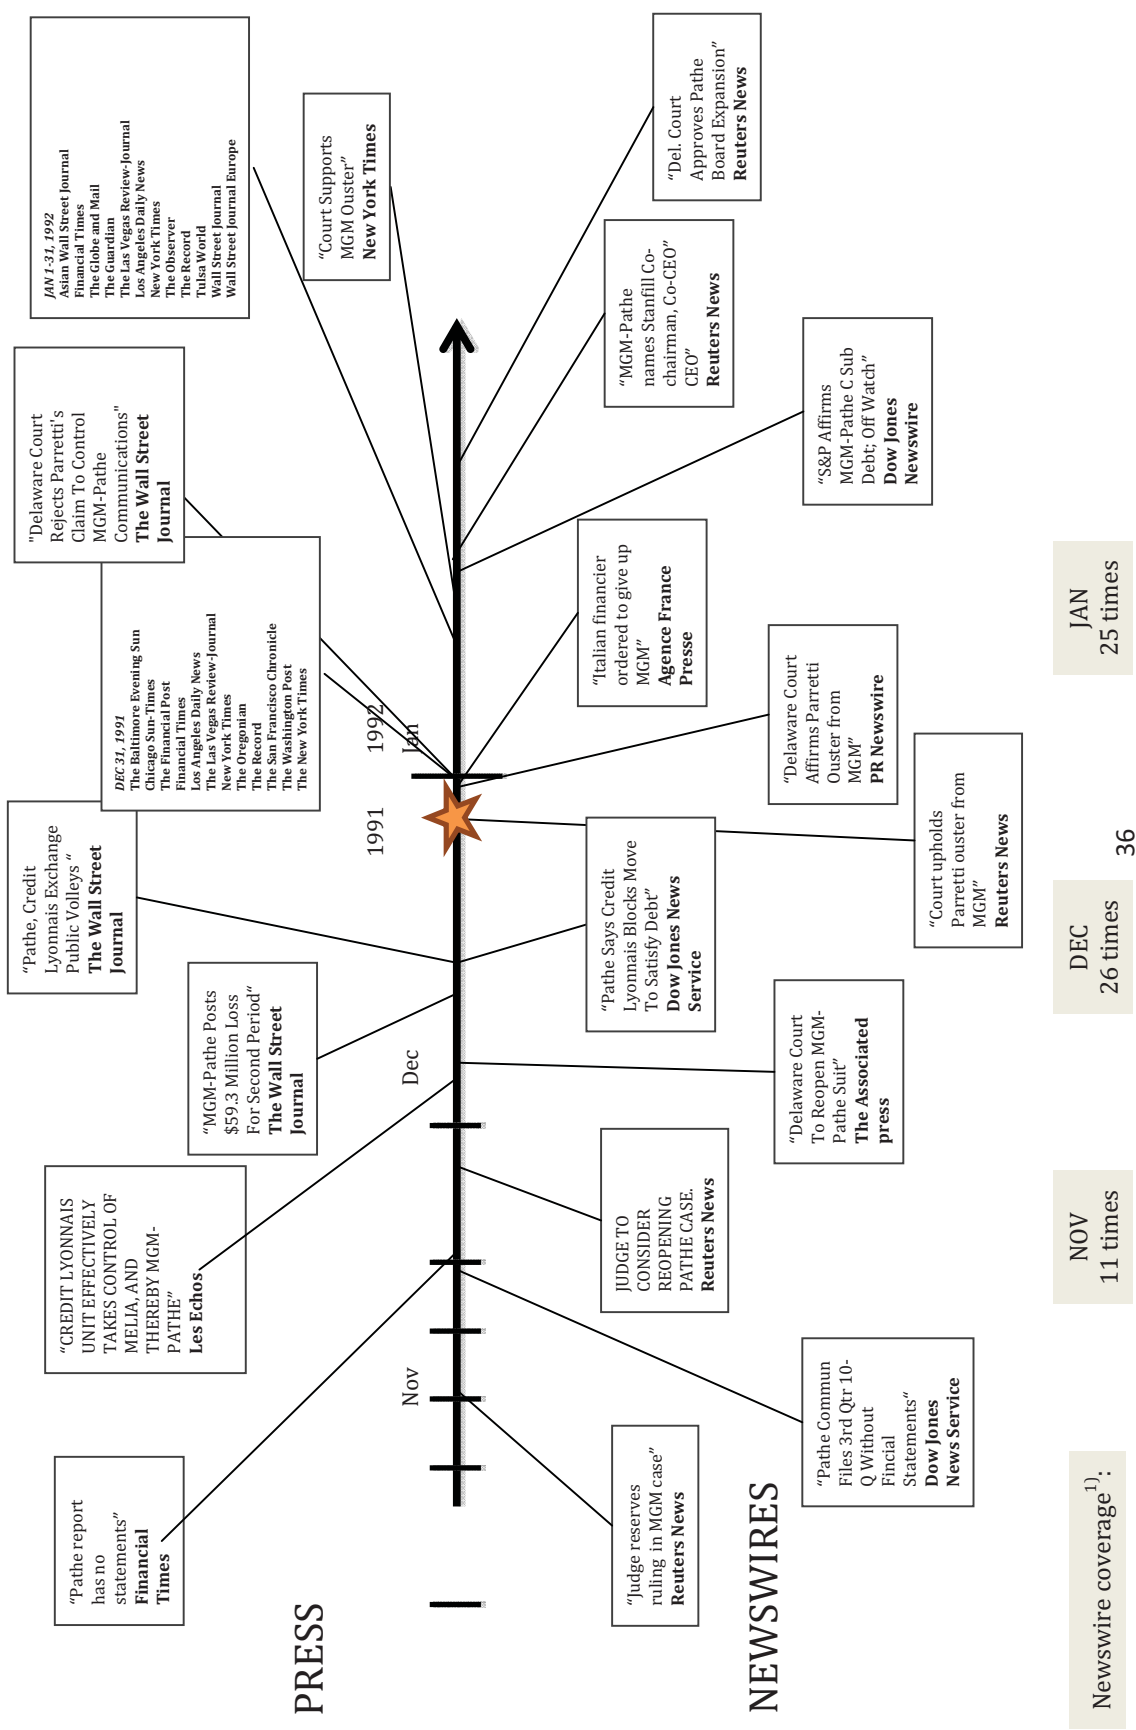 PRESS
“Pathe report
has no
statements”
Financial
Times
“CREDIT LYONNAIS
UNIT EFFECTIVELY
TAKES CONTROL OF
MELIA, AND
THEREBY MGM-
PATHE”
Les Echos
“MGM-Pathe Posts
$59.3 Million Loss
For Second Period“
The Wall Street
Journal
“Pathe, Credit
Lyonnais Exchange
Public Volleys “
The Wall Street
Journal
DEC 31, 1991
The Baltimore Evening Sun
Chicago Sun-Times
The Financial Post
Financial Times
Los Angeles Daily News
The Las Vegas Review-Journal
New York Times
The Oregonian
The Record
The San Francisco Chronicle
The Washington Post
The New York Times
"Delaware Court
Rejects Parretti's
Claim To Control
MGM-Pathe
Communications"
The Wall Street
Journal
JAN 1-31, 1992
Asian Wall Street Journal
Financial Times
The Globe and Mail
The Guardian
The Las Vegas Review-Journal
Los Angeles Daily News
New York Times
The Observer
The Record
Tulsa World
Wall Street Journal
Wall Street Journal Europe
“Court Supports
MGM Ouster”
New York Times
1991
1992
Nov
Dec
Jan
NEWSWIRES
“Judge reserves
ruling in MGM case”
Reuters News
“Pathe Commun
Files 3rd Qtr 10-
Q Without
Fincial
Statements“
Dow Jones
News Service
JUDGE TO
CONSIDER
REOPENING
PATHE CASE.
Reuters News
“Delaware Court
To Reopen MGM-
Pathe Suit”
The Associated
press
“Pathe Says Credit
Lyonnais Blocks Move
To Satisfy Debt”
Dow Jones News
Service
“Court upholds
Parretti ouster from
MGM”
Reuters News
“Delaware Court
Affirms Parretti
Ouster from
MGM”
PR Newswire
“Italian financier
ordered to give up
MGM”
Agence France
Presse
“S&P Affirms
MGM-Pathe C Sub
Debt; Off Watch”
Dow Jones
Newswire
“MGM-Pathe
names Stanfill Co-
chairman, Co-CEO”
CEO”
Reuters News
“Del. Court
Approves Pathe
Board Expansion”
Reuters News
Newswire coverage1):
NOV
11 times
DEC
26 times
JAN
25 times
36